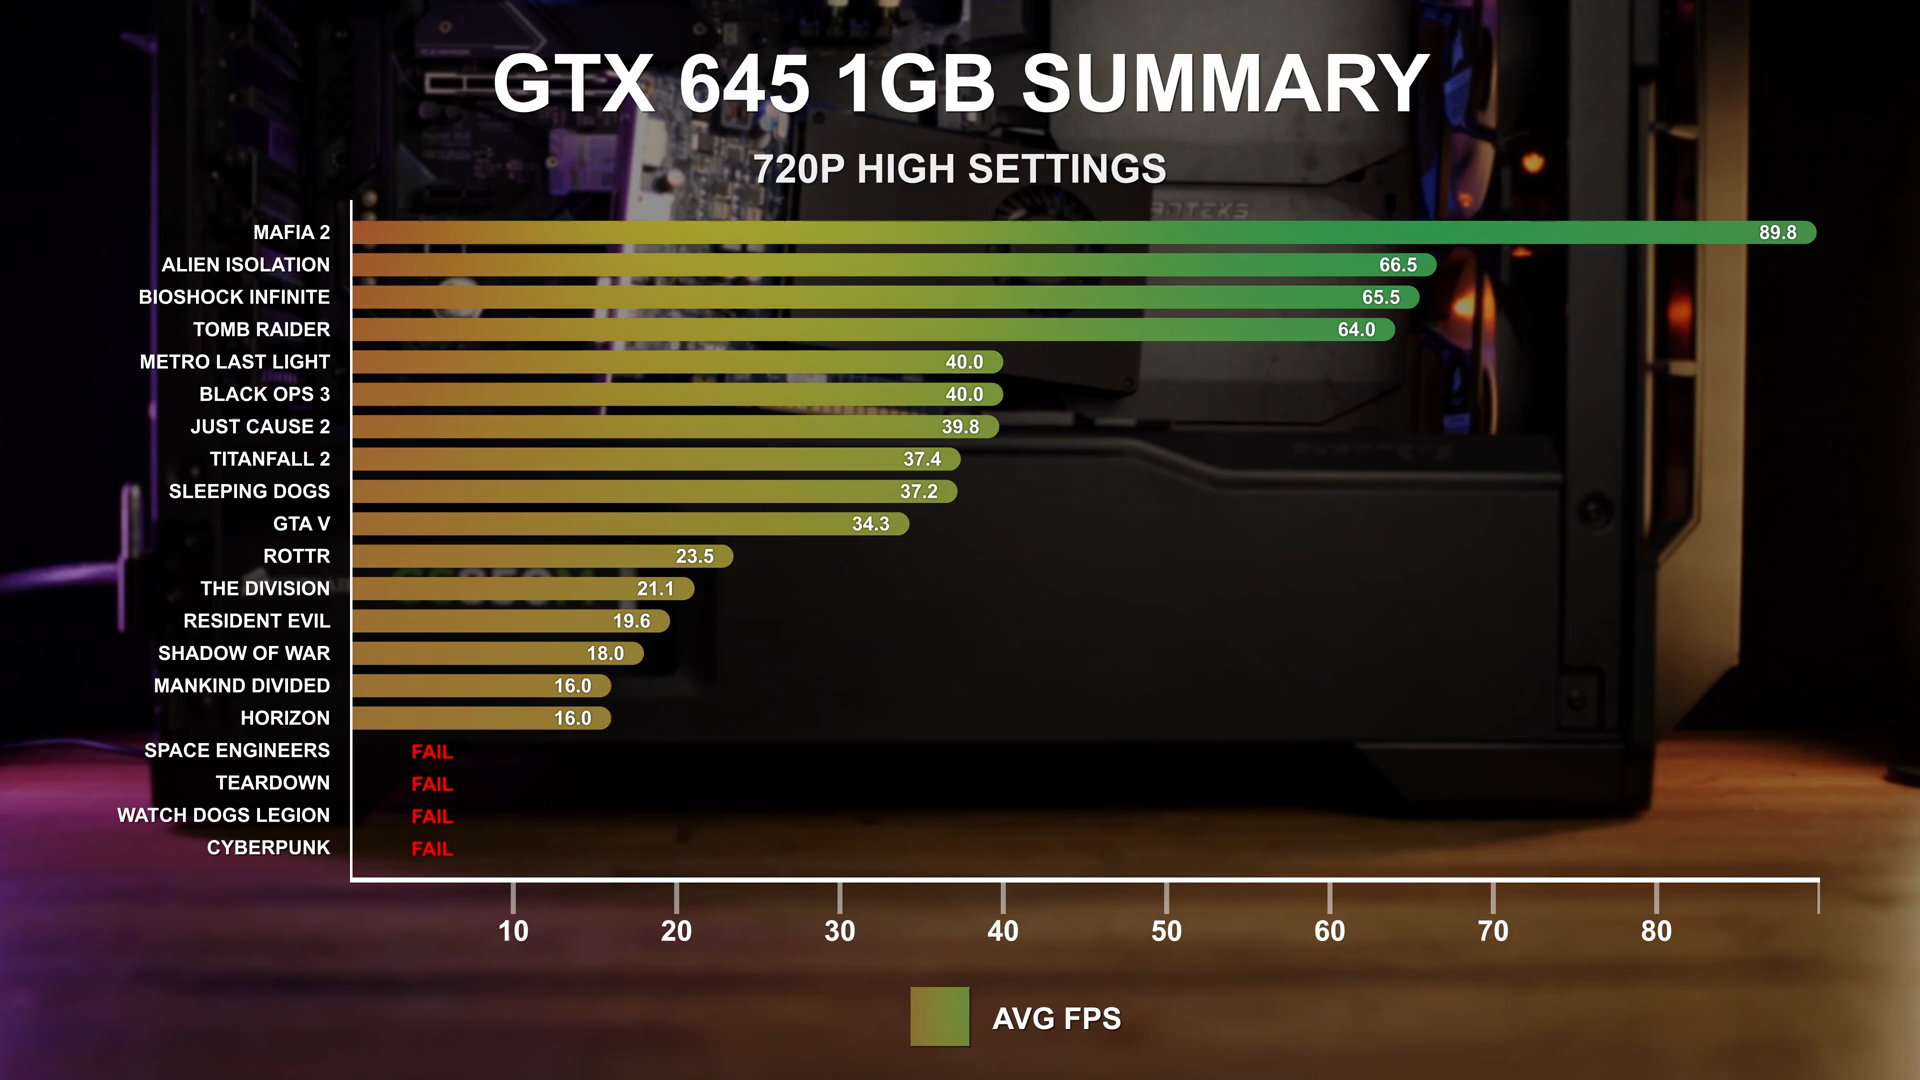 GTX 645 1GB SUMMARY
720P HIGH SETTINGS
MAFIA 2 89.8
ALIEN ISOLATION 66.5
BIOSHOCK INFINITE 65.5
TOMB RAIDER 64.0
METRO LAST LIGHT 40.0
BLACK OPS 3 40.0
JUST CAUSE 2 39.8
TITANFALL 2 37.4
SLEEPING DOGS 37.2
GTA V 34.3
ROTTR 23.5
THE DIVISION 21.1
RESIDENT EVIL 19.6
SHADOW OF WAR 18.0
MANKIND DIVIDED 16.0
HORIZON 16.0
SPACE ENGINEERS FAIL
TEARDOWN FAIL
WATCH DOGS LEGION FAIL
CYBERPUNK FAIL
10 20 30 40 50 60 70 80
AVG FPS